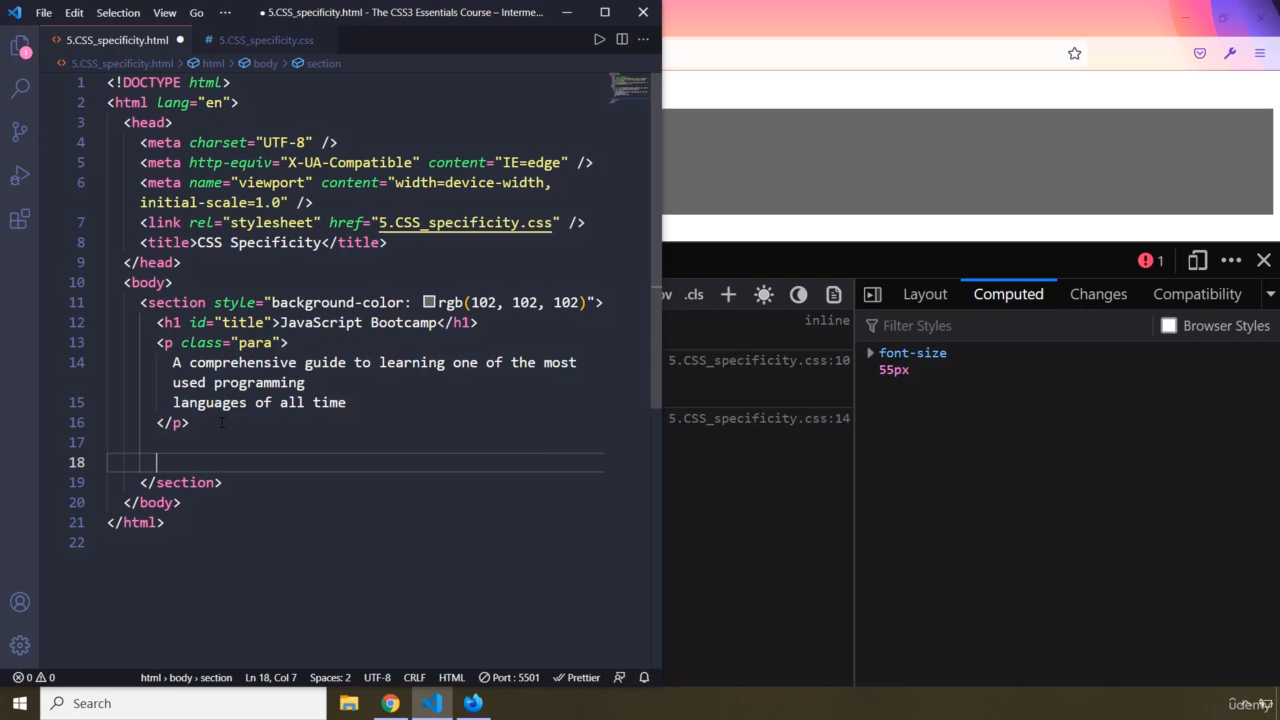 File Edit Selection View Go ··· ● 5.CSS_specificity.html - The CSS3 Essentials Course — Interme...
5.CSS_specificity.html ● # 5.CSS_specificity.css
5.CSS_specificity.html > html > body > section
1 <!DOCTYPE html>
2 <html lang="en">
3 <head>
4 <meta charset="UTF-8" />
5 <meta http-equiv="X-UA-Compatible" content="IE=edge" />
6 <meta name="viewport" content="width=device-width,
initial-scale=1.0" />
7 <link rel="stylesheet" href="5.CSS_specificity.css" />
8 <title>CSS Specificity</title>
9 </head>
10 <body>
11 <section style="background-color: rgb(102, 102, 102)">
12 <h1 id="title">JavaScript Bootcamp</h1>
13 <p class="para">
14 A comprehensive guide to learning one of the most
used programming
15 languages of all time
16 </p>
17
18
19 </section>
20 </body>
21 </html>
22
1
1
.cls + Layout Computed Changes Compatibility
inline
Filter Styles Browser Styles
5.CSS_specificity.css:10
font-size
55px
5.CSS_specificity.css:14
0 0 html > body > section Ln 18, Col 7 Spaces: 2 UTF-8 CRLF HTML Port : 5501 Prettier
Search
udemy